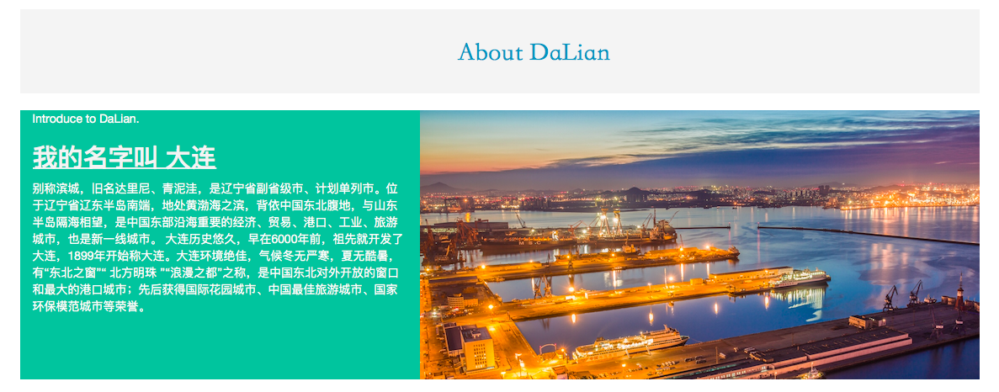 About DaLian
Introduce to DaLian.
我的名字叫 大连
别称滨城，旧名达里尼、青泥洼，是辽宁省副省级市、计划单列市。位
于辽宁省辽东半岛南端，地处黄渤海之滨，背依中国东北腹地，与山东
半岛隔海相望，是中国东部沿海重要的经济、贸易、港口、工业、旅游
城市，也是新一线城市。 大连历史悠久，早在6000年前，祖先就开发了
大连，1899年开始称大连。大连环境绝佳，气候冬无严寒，夏无酷暑，
有“东北之窗”“ 北方明珠 ”“浪漫之都”之称，是中国东北对外开放的窗口
和最大的港口城市；先后获得国际花园城市、中国最佳旅游城市、国家
环保模范城市等荣誉。